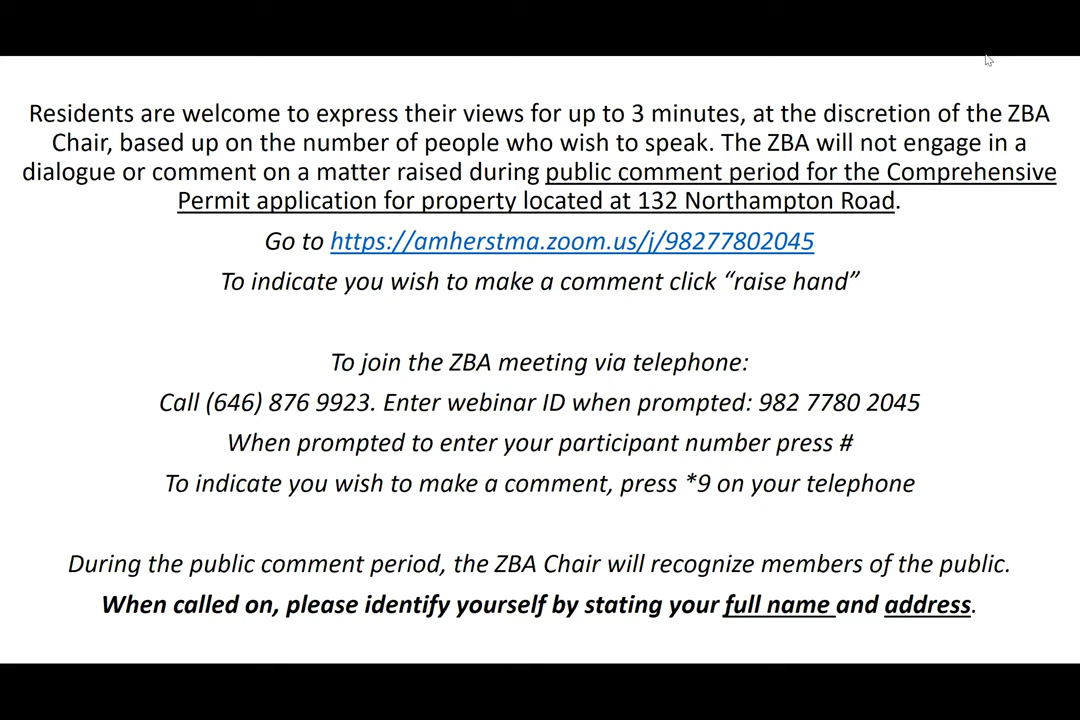 Residents are welcome to express their views for up to 3 minutes, at the discretion of the ZBA
Chair, based up on the number of people who wish to speak. The ZBA will not engage in a
dialogue or comment on a matter raised during public comment period for the Comprehensive
Permit application for property located at 132 Northampton Road.
Go to https://amherstma.zoom.us/j/98277802045
To indicate you wish to make a comment click “raise hand”
To join the ZBA meeting via telephone:
Call (646) 876 9923. Enter webinar ID when prompted: 982 7780 2045
When prompted to enter your participant number press #
To indicate you wish to make a comment, press *9 on your telephone
During the public comment period, the ZBA Chair will recognize members of the public.
When called on, please identify yourself by stating your full name and address.